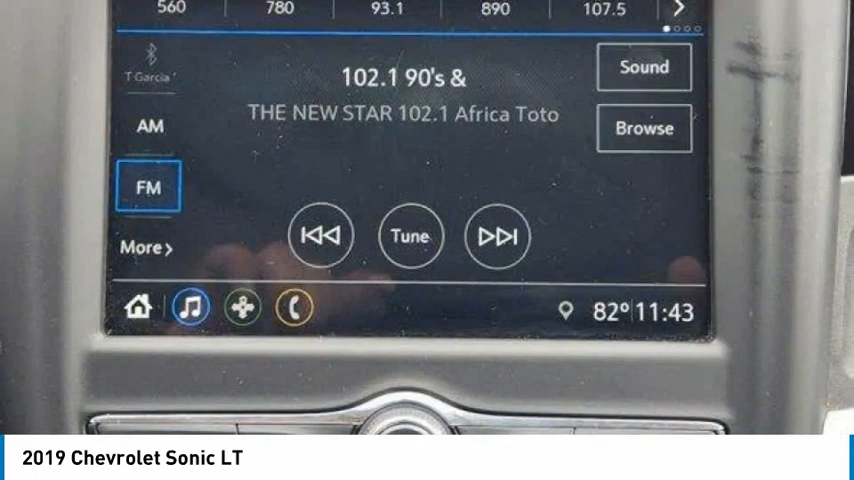 560 780 93.1 890 107.5
T Garcia'
102.1 90's &
THE NEW STAR 102.1 Africa Toto
Sound
Browse
AM
FM
More
Tune
82° 11:43
2019 Chevrolet Sonic LT